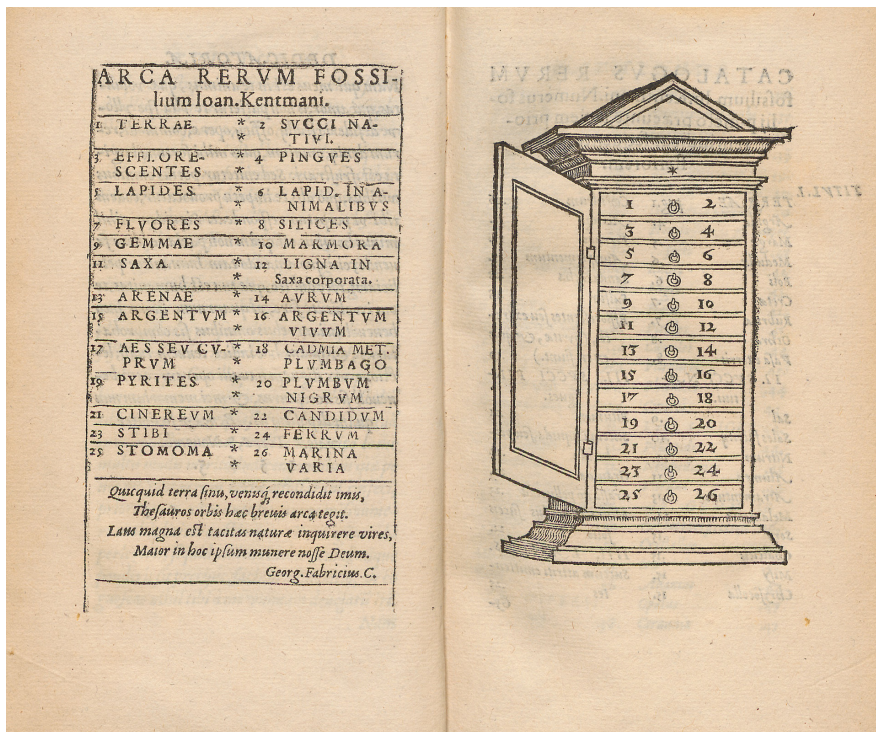 ARCA RERVM FOSSI-
lium Ioan. Kentmani.
1 TERRAE * 2 SVCCI NA-
* TIVI.
3 EFFLORE- * 4 PINGVES
SCENTES *
5 LAPIDES * 6 LAPID. IN A-
* NIMALIBVS
7 FLVORES * 8 SILICES
9 GEMMAE * 10 MARMORA
11 SAXA * 12 LIGNA IN
* Saxa corporata.
13 ARENAE * 14 AVRVM
15 ARGENTVM * 16 ARGENTVM
* VIVVM
17 AES SEV CV- * 18 CADMIA MET.
PRVM * PLVMBAGO
19 PYRITES * 20 PLVMBVM
* NIGRVM
21 CINEREVM * 22 CANDIDVM
23 STIBI * 24 FERRVM
25 STOMOMA * 26 MARINA
* VARIA
Quicquid terra sinu, venisq́; recondidit imis,
Thesauros orbis hæc breuis arca tegit.
Laus magna est tacitas naturæ inquirere vires,
Maior in hoc ipsum munere nosse Deum.
Georg. Fabricius. C.
*
1 2
3 4
5 6
7 8
9 10
11 12
13 14
15 16
17 18
19 20
21 22
23 24
25 26